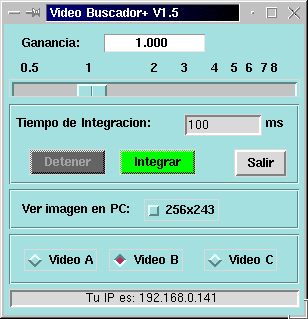 Video Buscador+ V1.5
Ganancia: 1.000
0.5 1 2 3 4 5 6 7 8
Tiempo de Integracion: 100 ms
Detener Integrar Salir
Ver imagen en PC: 256x243
Video A Video B Video C
Tu IP es: 192.168.0.141